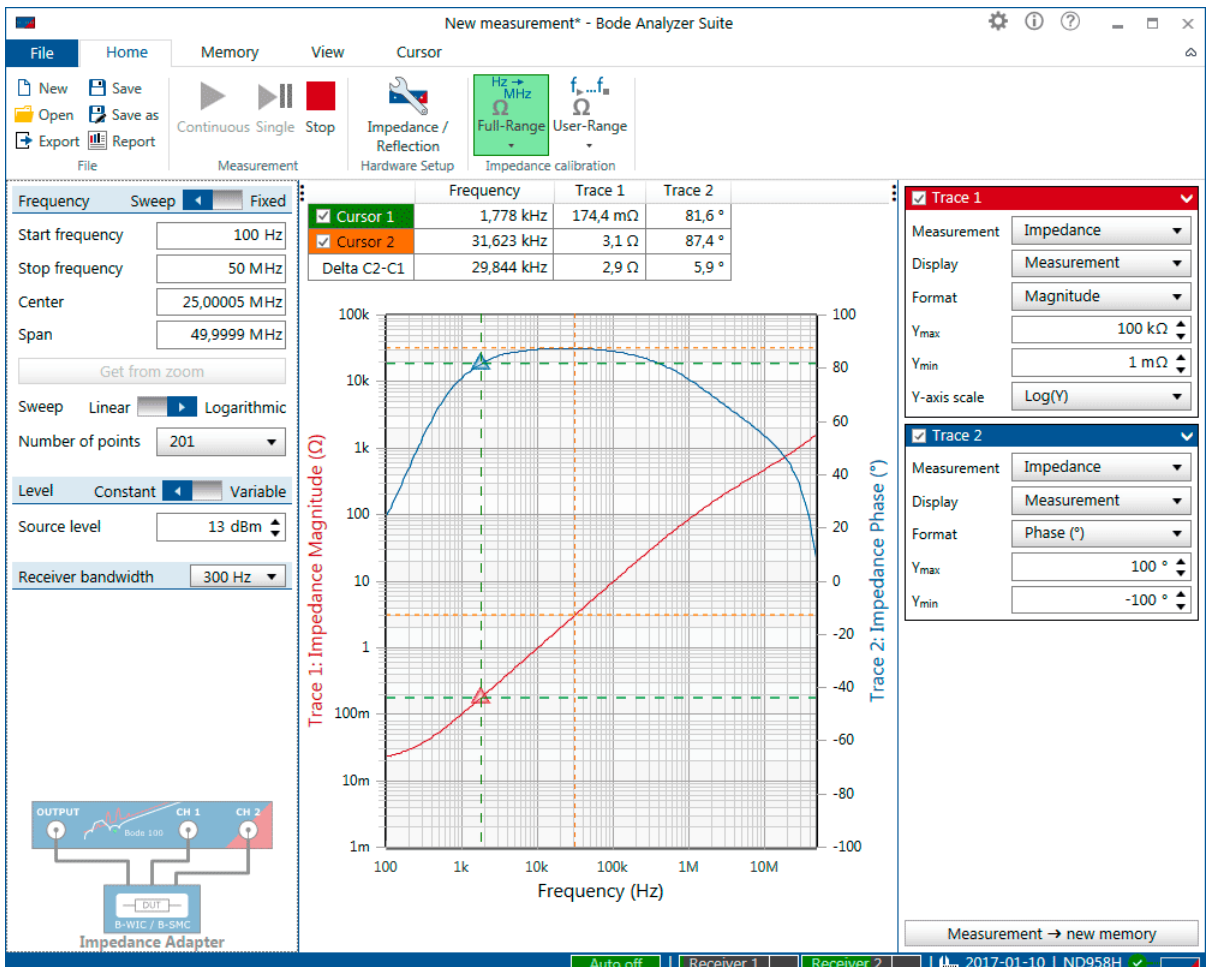 New measurement* - Bode Analyzer Suite
File Home Memory View Cursor
New Save
Open Save as
Export Report
File
Continuous Single Stop
Measurement
Impedance /
Reflection
Hardware Setup
Hz → MHz
Ω
Full-Range
f...f
Ω
User-Range
Impedance calibration
Frequency Sweep Fixed
Start frequency 100 Hz
Stop frequency 50 MHz
Center 25,00005 MHz
Span 49,9999 MHz
Get from zoom
Sweep Linear Logarithmic
Number of points 201
Level Constant Variable
Source level 13 dBm
Receiver bandwidth 300 Hz
OUTPUT CH 1 CH 2
Bode 100
DUT
B-WIC / B-SMC
Impedance Adapter
Frequency Trace 1 Trace 2
Cursor 1 1,778 kHz 174,4 mΩ 81,6 °
Cursor 2 31,623 kHz 3,1 Ω 87,4 °
Delta C2-C1 29,844 kHz 2,9 Ω 5,9 °
Trace 1: Impedance Magnitude (Ω)
100k
10k
1k
100
10
1
100m
10m
1m
100 1k 10k 100k 1M 10M
Frequency (Hz)
100
80
60
40
20
0
-20
-40
-60
-80
-100
Trace 2: Impedance Phase (°)
Trace 1
Measurement Impedance
Display Measurement
Format Magnitude
Ymax 100 kΩ
Ymin 1 mΩ
Y-axis scale Log(Y)
Trace 2
Measurement Impedance
Display Measurement
Format Phase (°)
Ymax 100 °
Ymin -100 °
Measurement → new memory
Auto off | Receiver 1 Receiver 2 | 2017-01-10 | ND958H